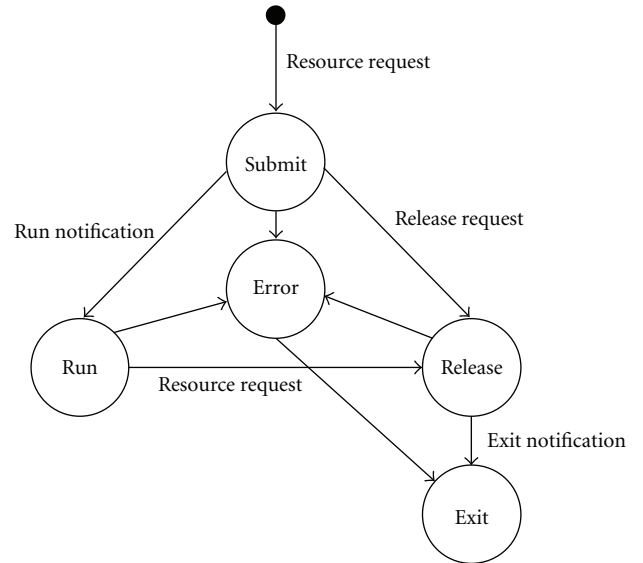 Resource request
Submit
Run notification
Release request
Error
Run
Resource request
Release
Exit notification
Exit